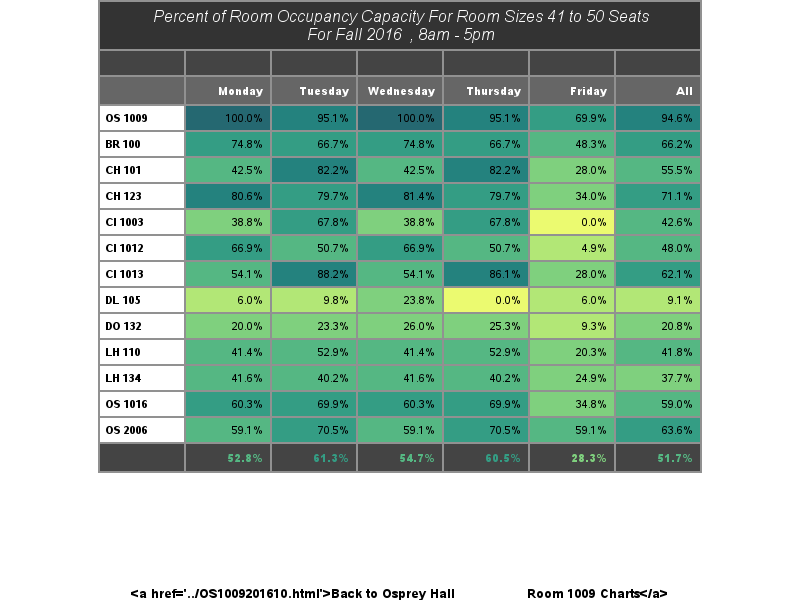 Percent of Room Occupancy Capacity For Room Sizes 41 to 50 Seats
For Fall 2016 , 8am - 5pm
Monday Tuesday Wednesday Thursday Friday All
OS 1009 100.0% 95.1% 100.0% 95.1% 69.9% 94.6%
BR 100 74.8% 66.7% 74.8% 66.7% 48.3% 66.2%
CH 101 42.5% 82.2% 42.5% 82.2% 28.0% 55.5%
CH 123 80.6% 79.7% 81.4% 79.7% 34.0% 71.1%
CI 1003 38.8% 67.8% 38.8% 67.8% 0.0% 42.6%
CI 1012 66.9% 50.7% 66.9% 50.7% 4.9% 48.0%
CI 1013 54.1% 88.2% 54.1% 86.1% 28.0% 62.1%
DL 105 6.0% 9.8% 23.8% 0.0% 6.0% 9.1%
DO 132 20.0% 23.3% 26.0% 25.3% 9.3% 20.8%
LH 110 41.4% 52.9% 41.4% 52.9% 20.3% 41.8%
LH 134 41.6% 40.2% 41.6% 40.2% 24.9% 37.7%
OS 1016 60.3% 69.9% 60.3% 69.9% 34.8% 59.0%
OS 2006 59.1% 70.5% 59.1% 70.5% 59.1% 63.6%
52.8% 61.3% 54.7% 60.5% 28.3% 51.7%
<a href='../OS1009201610.html'>Back to Osprey Hall Room 1009 Charts</a>